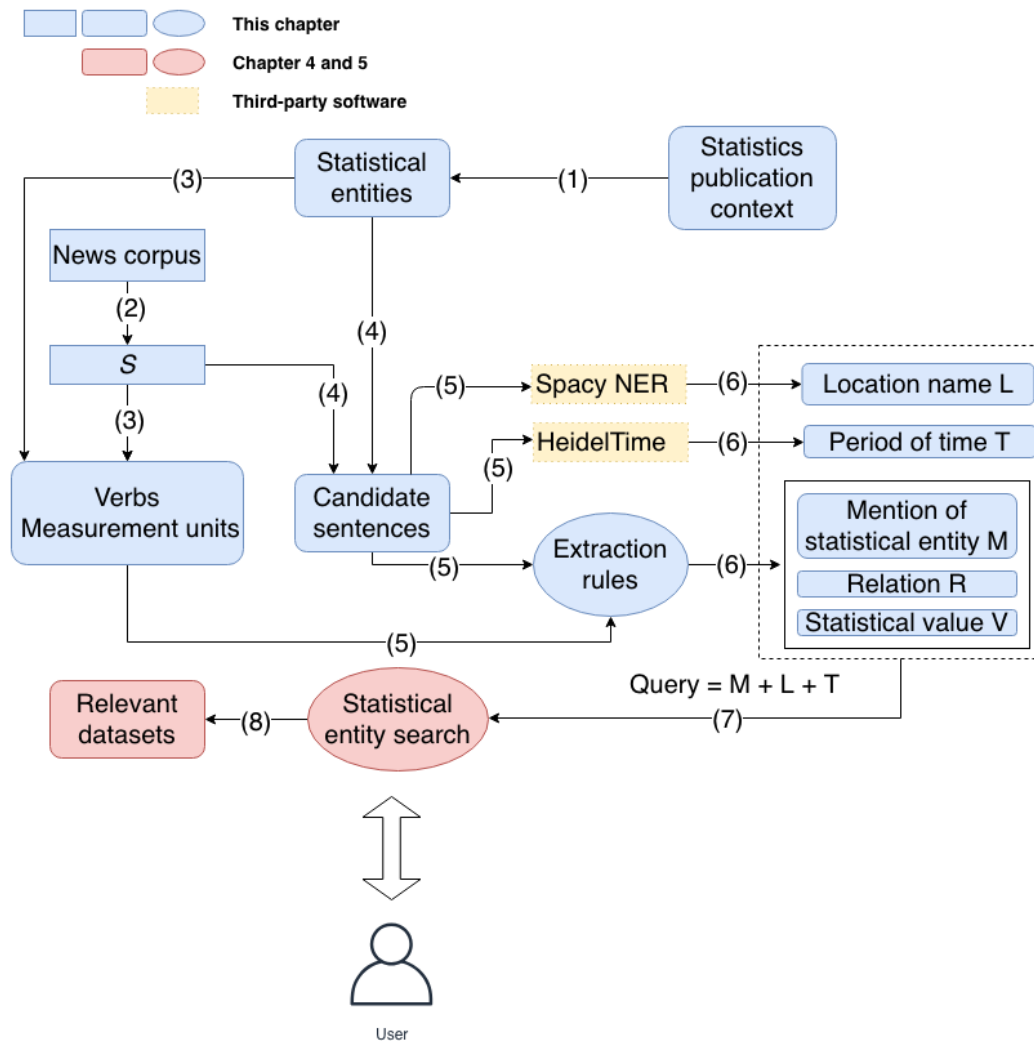 This chapter
Chapter 4 and 5
Third-party software
Statistical
entities
(1)
Statistics
publication
context
(3)
News corpus
(2)
S
(3)
(4)
(4)
Verbs
Measurement units
Candidate
sentences
(5)
Spacy NER
(6)
Location name L
(5)
HeidelTime
(6)
Period of time T
(5)
Extraction
rules
(6)
Mention of
statistical entity M
Relation R
Statistical value V
(5)
Query = M + L + T
(7)
Statistical
entity search
(8)
Relevant
datasets
User